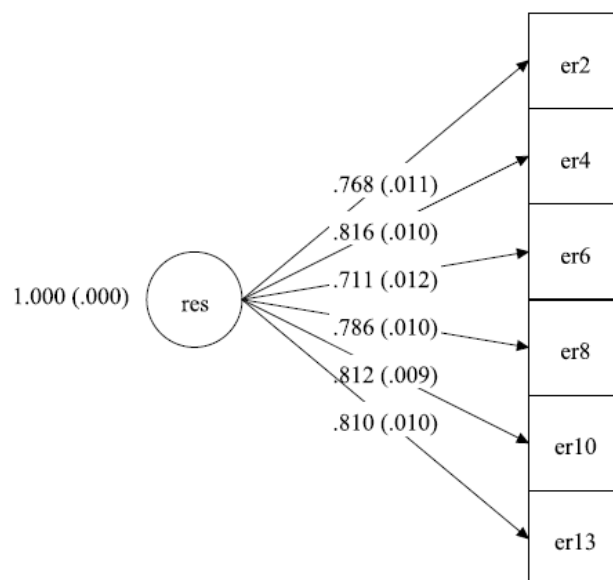 er2
er4
er6
er8
er10
er13
.768 (.011)
.816 (.010)
.711 (.012)
.786 (.010)
.812 (.009)
.810 (.010)
1.000 (.000)
res